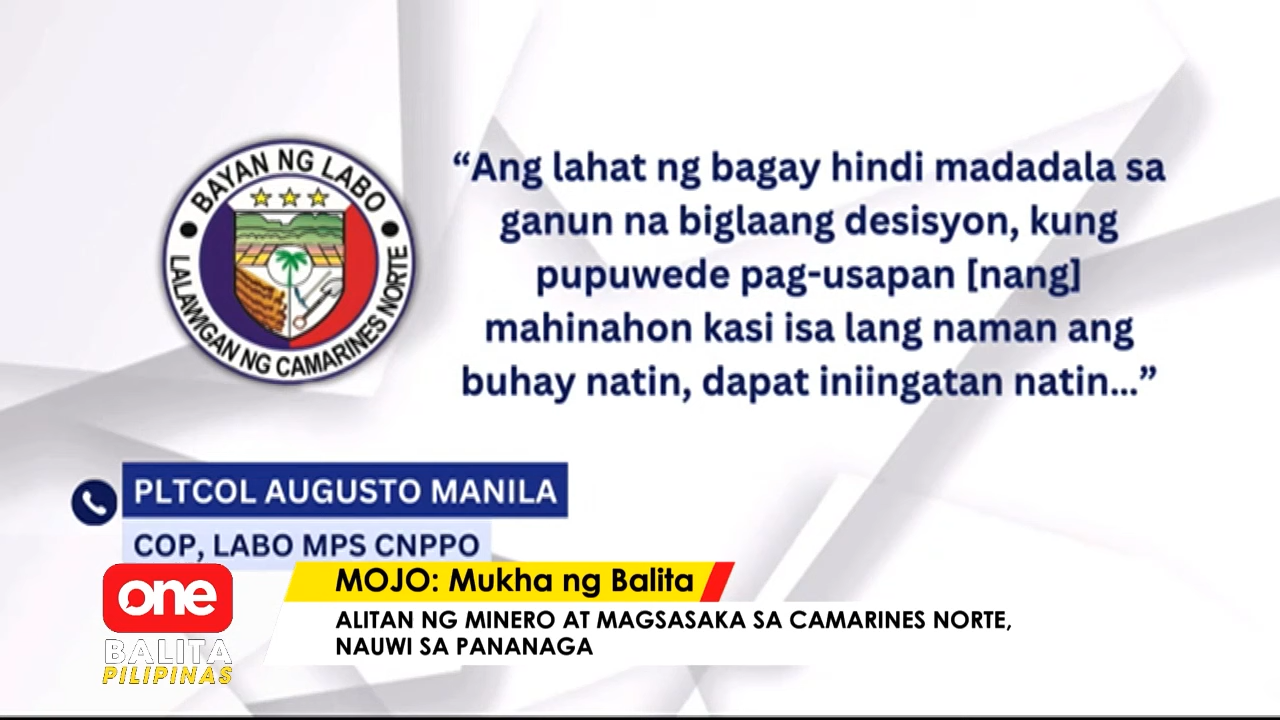 BAYAN NG LABO
LALAWIGAN NG CAMARINES NORTE
“Ang lahat ng bagay hindi madadala sa
ganun na biglaang desisyon, kung
pupuwede pag-usapan [nang]
mahinahon kasi isa lang naman ang
buhay natin, dapat iniingatan natin...”
PLTCOL AUGUSTO MANILA
COP, LABO MPS CNPPO
one
BALITA
PILIPINAS
MOJO: Mukha ng Balita
ALITAN NG MINERO AT MAGSASAKA SA CAMARINES NORTE,
NAUWI SA PANANAGA